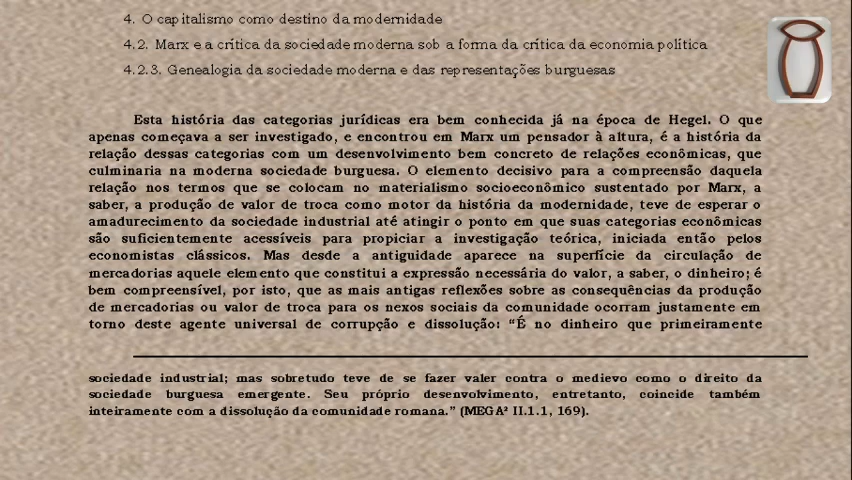 4. O capitalismo como destino da modernidade
4.2. Marx e a crítica da sociedade moderna sob a forma da crítica da economia política
4.2.3. Genealogia da sociedade moderna e das representações burguesas
Esta história das categorias jurídicas era bem conhecida já na época de Hegel. O que
apenas começava a ser investigado, e encontrou em Marx um pensador à altura, é a história da
relação dessas categorias com um desenvolvimento bem concreto de relações econômicas, que
culminaria na moderna sociedade burguesa. O elemento decisivo para a compreensão daquela
relação nos termos que se colocam no materialismo socioeconômico sustentado por Marx, a
saber, a produção de valor de troca como motor da história da modernidade, teve de esperar o
amadurecimento da sociedade industrial até atingir o ponto em que suas categorias econômicas
são suficientemente acessíveis para propiciar a investigação teórica, iniciada então pelos
economistas clássicos. Mas desde a antiguidade aparece na superfície da circulação de
mercadorias aquele elemento que constitui a expressão necessária do valor, a saber, o dinheiro; é
bem compreensível, por isto, que as mais antigas reflexões sobre as consequências da produção
de mercadorias ou valor de troca para os nexos sociais da comunidade ocorram justamente em
torno deste agente universal de corrupção e dissolução: “É no dinheiro que primeiramente
sociedade industrial; mas sobretudo teve de se fazer valer contra o medievo como o direito da
sociedade burguesa emergente. Seu próprio desenvolvimento, entretanto, coincide também
inteiramente com a dissolução da comunidade romana.” (MEGA² II.1.1, 169).